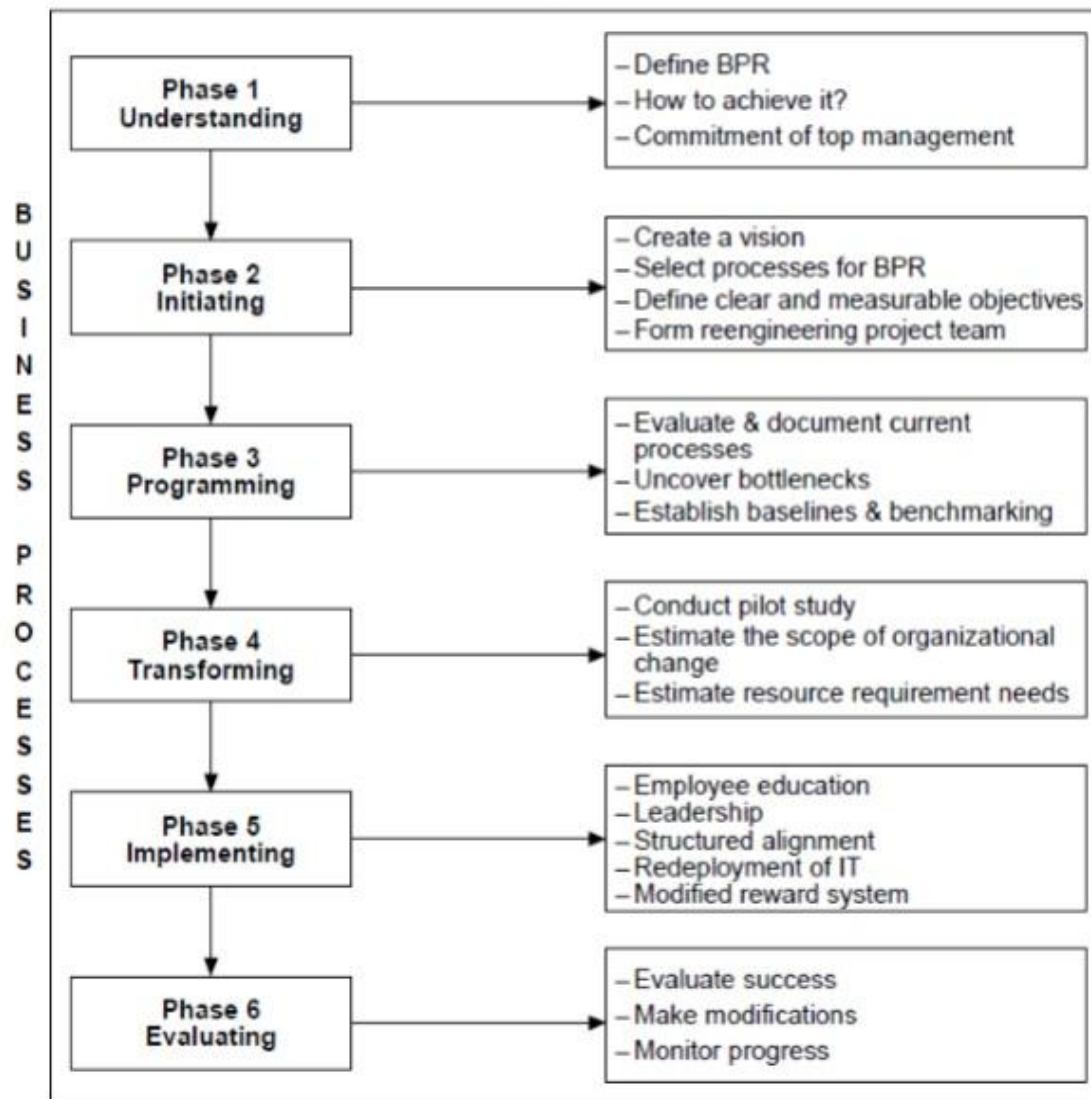 BUSINESS PROCESSES
Phase 1
Understanding
– Define BPR
– How to achieve it?
– Commitment of top management
Phase 2
Initiating
– Create a vision
– Select processes for BPR
– Define clear and measurable objectives
– Form reengineering project team
Phase 3
Programming
– Evaluate & document current
processes
– Uncover bottlenecks
– Establish baselines & benchmarking
Phase 4
Transforming
– Conduct pilot study
– Estimate the scope of organizational
change
– Estimate resource requirement needs
Phase 5
Implementing
– Employee education
– Leadership
– Structured alignment
– Redeployment of IT
– Modified reward system
Phase 6
Evaluating
– Evaluate success
– Make modifications
– Monitor progress